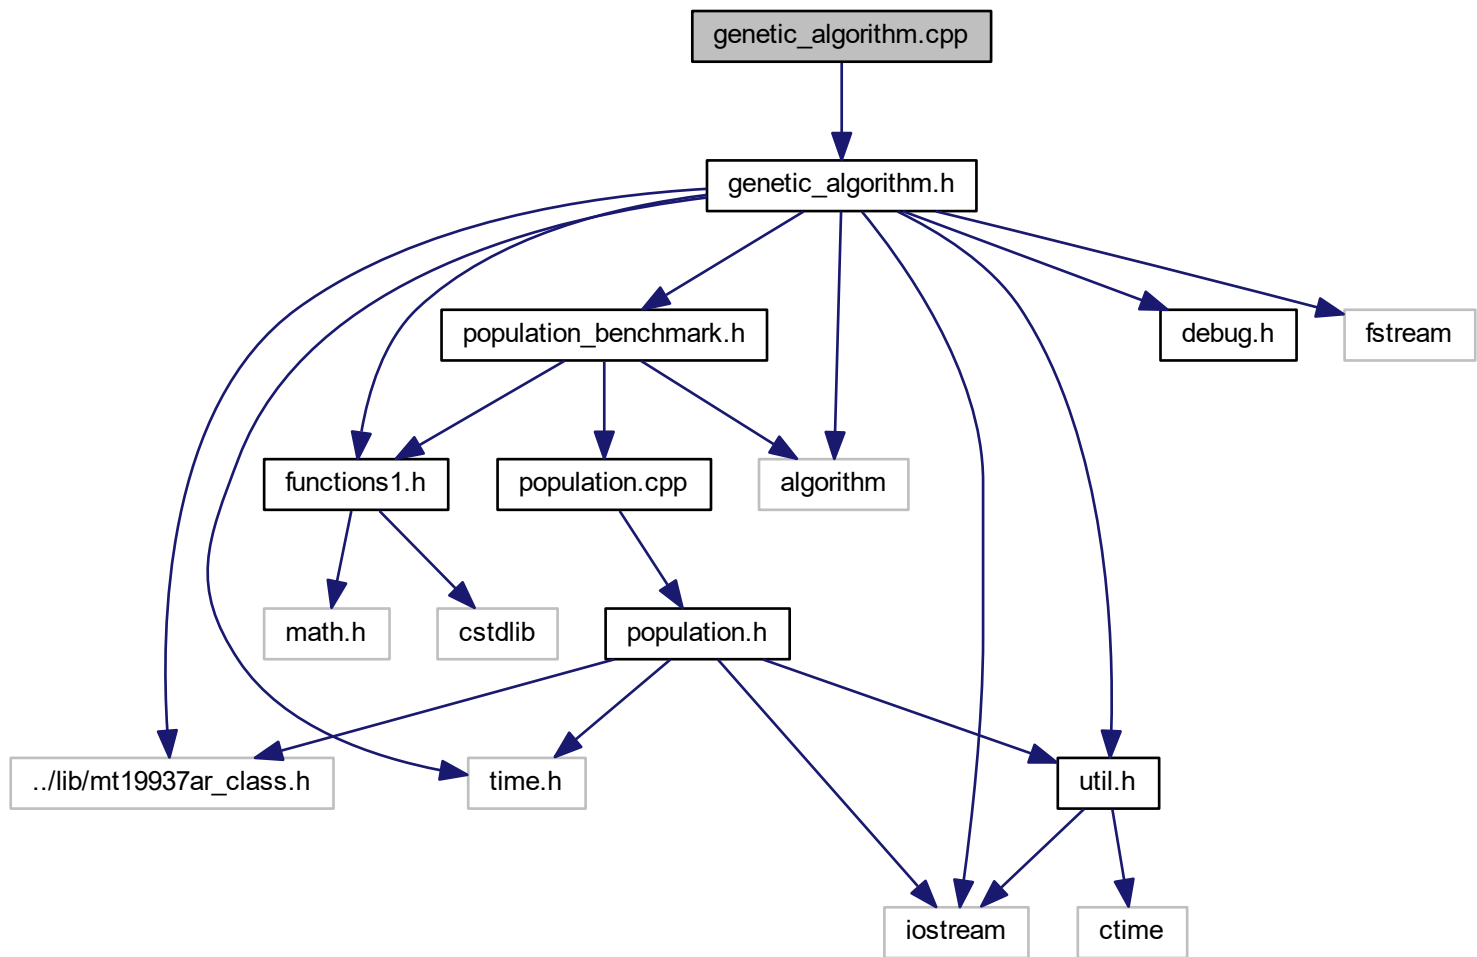 genetic_algorithm.cpp
genetic_algorithm.h
population_benchmark.h
debug.h
fstream
functions1.h
population.cpp
algorithm
math.h
cstdlib
population.h
../lib/mt19937ar_class.h
time.h
util.h
iostream
ctime